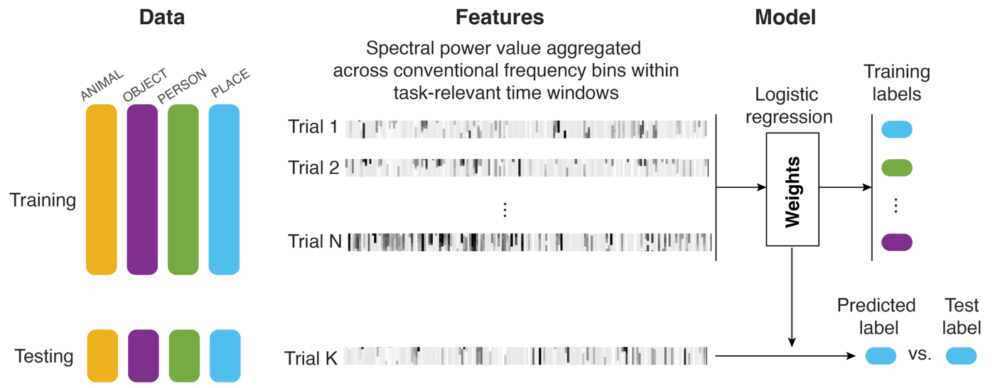 Data
Features
Model
Spectral power value aggregated
across conventional frequency bins within
task-relevant time windows
ANIMAL
OBJECT
PERSON
PLACE
Training
Trial 1
Trial 2
⋮
Trial N
Logistic
regression
Weights
Training
labels
⋮
Testing
Trial K
Predicted
label
vs.
Test
label